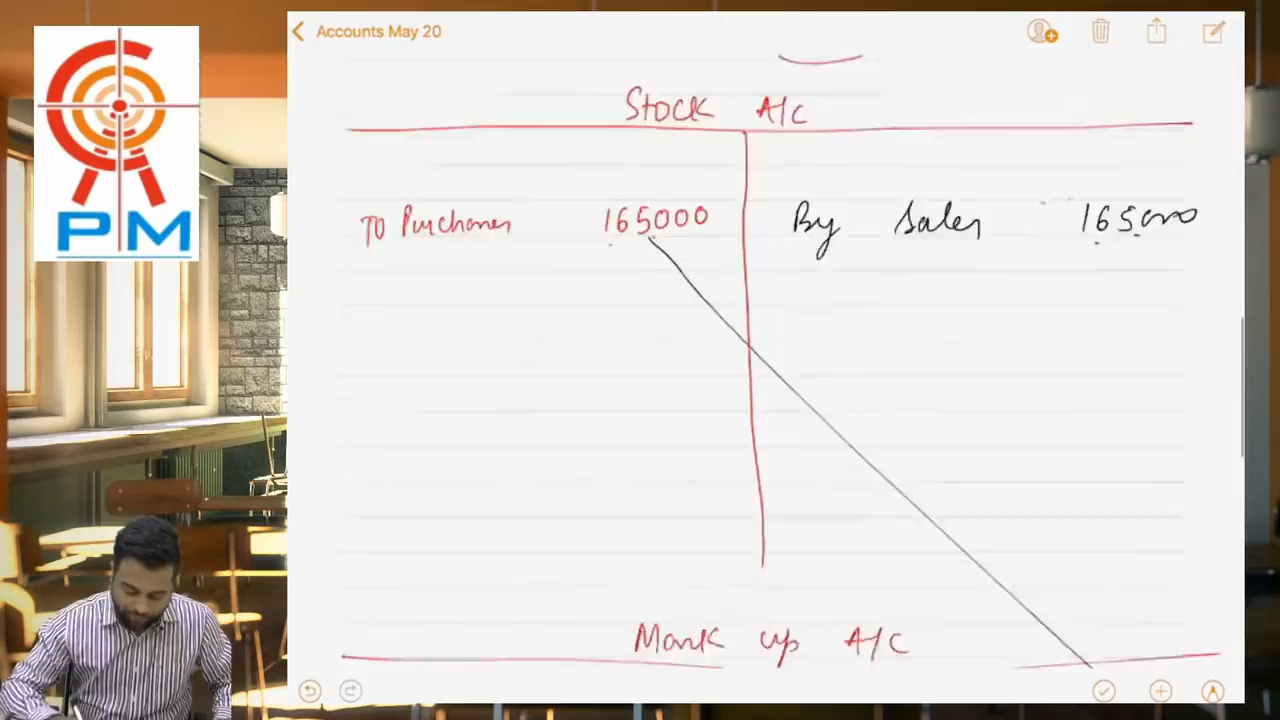 Accounts May 20
Stock A/c
To Purchases 165000 By Sales 165000
PM
Mark up A/c